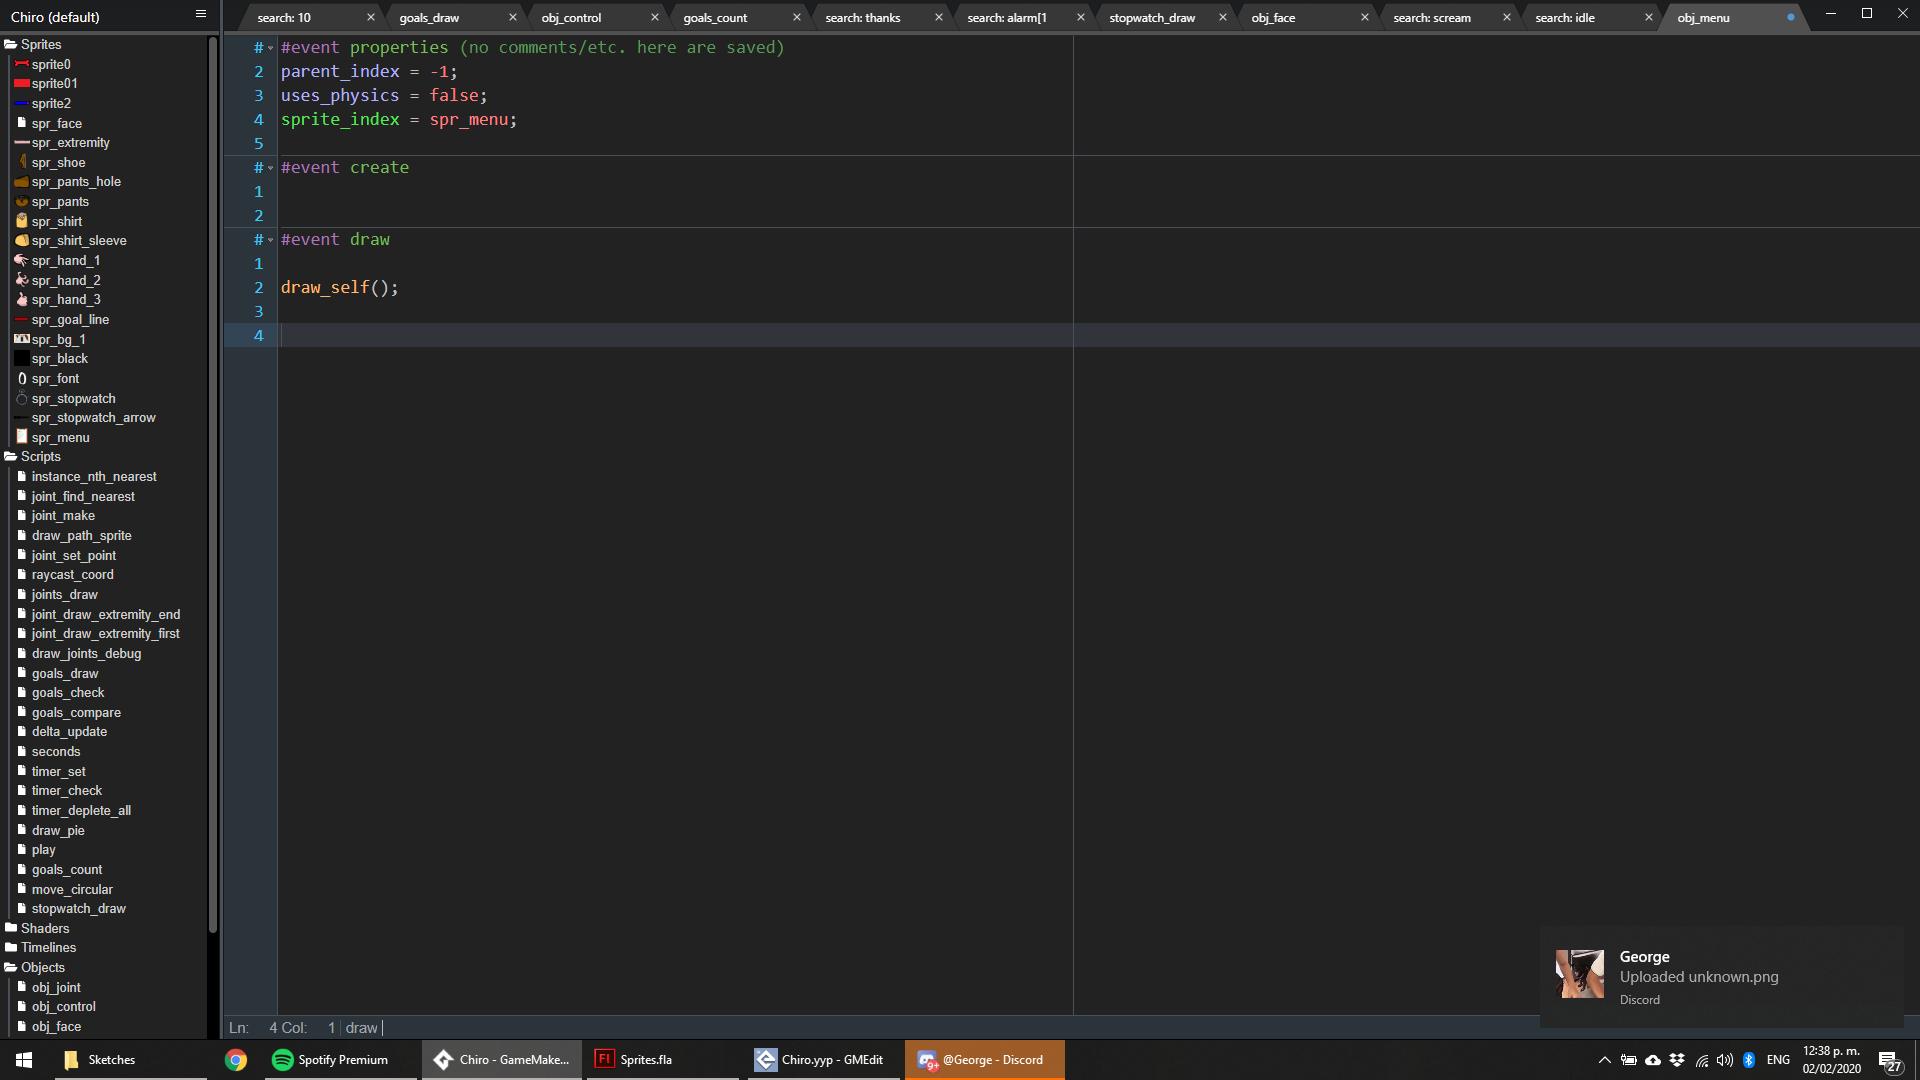 Chiro (default)
search: 10
goals_draw
obj_control
goals_count
search: thanks
search: alarm[1
stopwatch_draw
obj_face
search: scream
search: idle
obj_menu
Sprites
sprite0
sprite01
sprite2
spr_face
spr_extremity
spr_shoe
spr_pants_hole
spr_pants
spr_shirt
spr_shirt_sleeve
spr_hand_1
spr_hand_2
spr_hand_3
spr_goal_line
spr_bg_1
spr_black
spr_font
spr_stopwatch
spr_stopwatch_arrow
spr_menu
Scripts
instance_nth_nearest
joint_find_nearest
joint_make
draw_path_sprite
joint_set_point
raycast_coord
joints_draw
joint_draw_extremity_end
joint_draw_extremity_first
draw_joints_debug
goals_draw
goals_check
goals_compare
delta_update
seconds
timer_set
timer_check
timer_deplete_all
draw_pie
play
goals_count
move_circular
stopwatch_draw
Shaders
Timelines
Objects
obj_joint
obj_control
obj_face
# #event properties (no comments/etc. here are saved)
2 parent_index = -1;
3 uses_physics = false;
4 sprite_index = spr_menu;
5
# #event create
1
2
# #event draw
1
2 draw_self();
3
4
George
Uploaded unknown.png
Discord
Ln: 4 Col: 1 draw
Sketches
Spotify Premium
Chiro - GameMake...
Fl Sprites.fla
Chiro.yyp - GMEdit
9+ @George - Discord
ENG
12:38 p. m.
02/02/2020
27